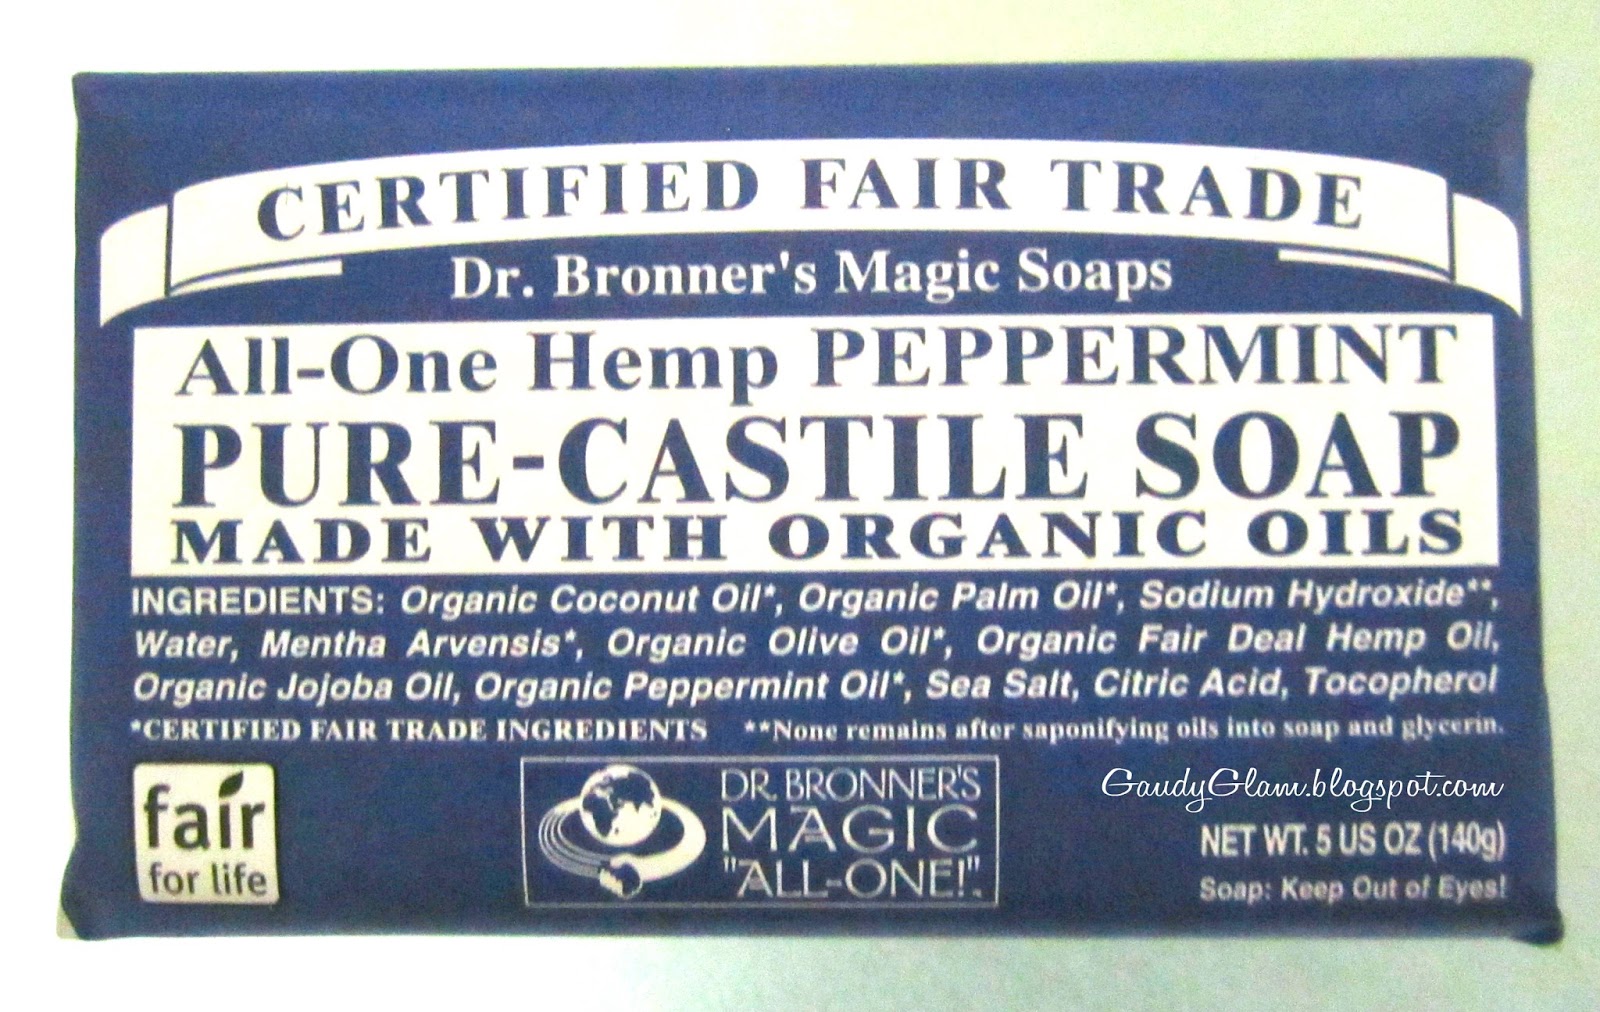 CERTIFIED FAIR TRADE
Dr. Bronner's Magic Soaps
All-One Hemp PEPPERMINT
PURE-CASTILE SOAP
MADE WITH ORGANIC OILS
INGREDIENTS: Organic Coconut Oil*, Organic Palm Oil*, Sodium Hydroxide**,
Water, Mentha Arvensis*, Organic Olive Oil*, Organic Fair Deal Hemp Oil,
Organic Jojoba Oil, Organic Peppermint Oil*, Sea Salt, Citric Acid, Tocopherol
*CERTIFIED FAIR TRADE INGREDIENTS **None remains after saponifying oils into soap and glycerin.
fair
for life
DR. BRONNER'S
MAGIC
"ALL-ONE!"
GaudyGlam.blogspot.com
NET WT. 5 US OZ (140g)
Soap: Keep Out of Eyes!